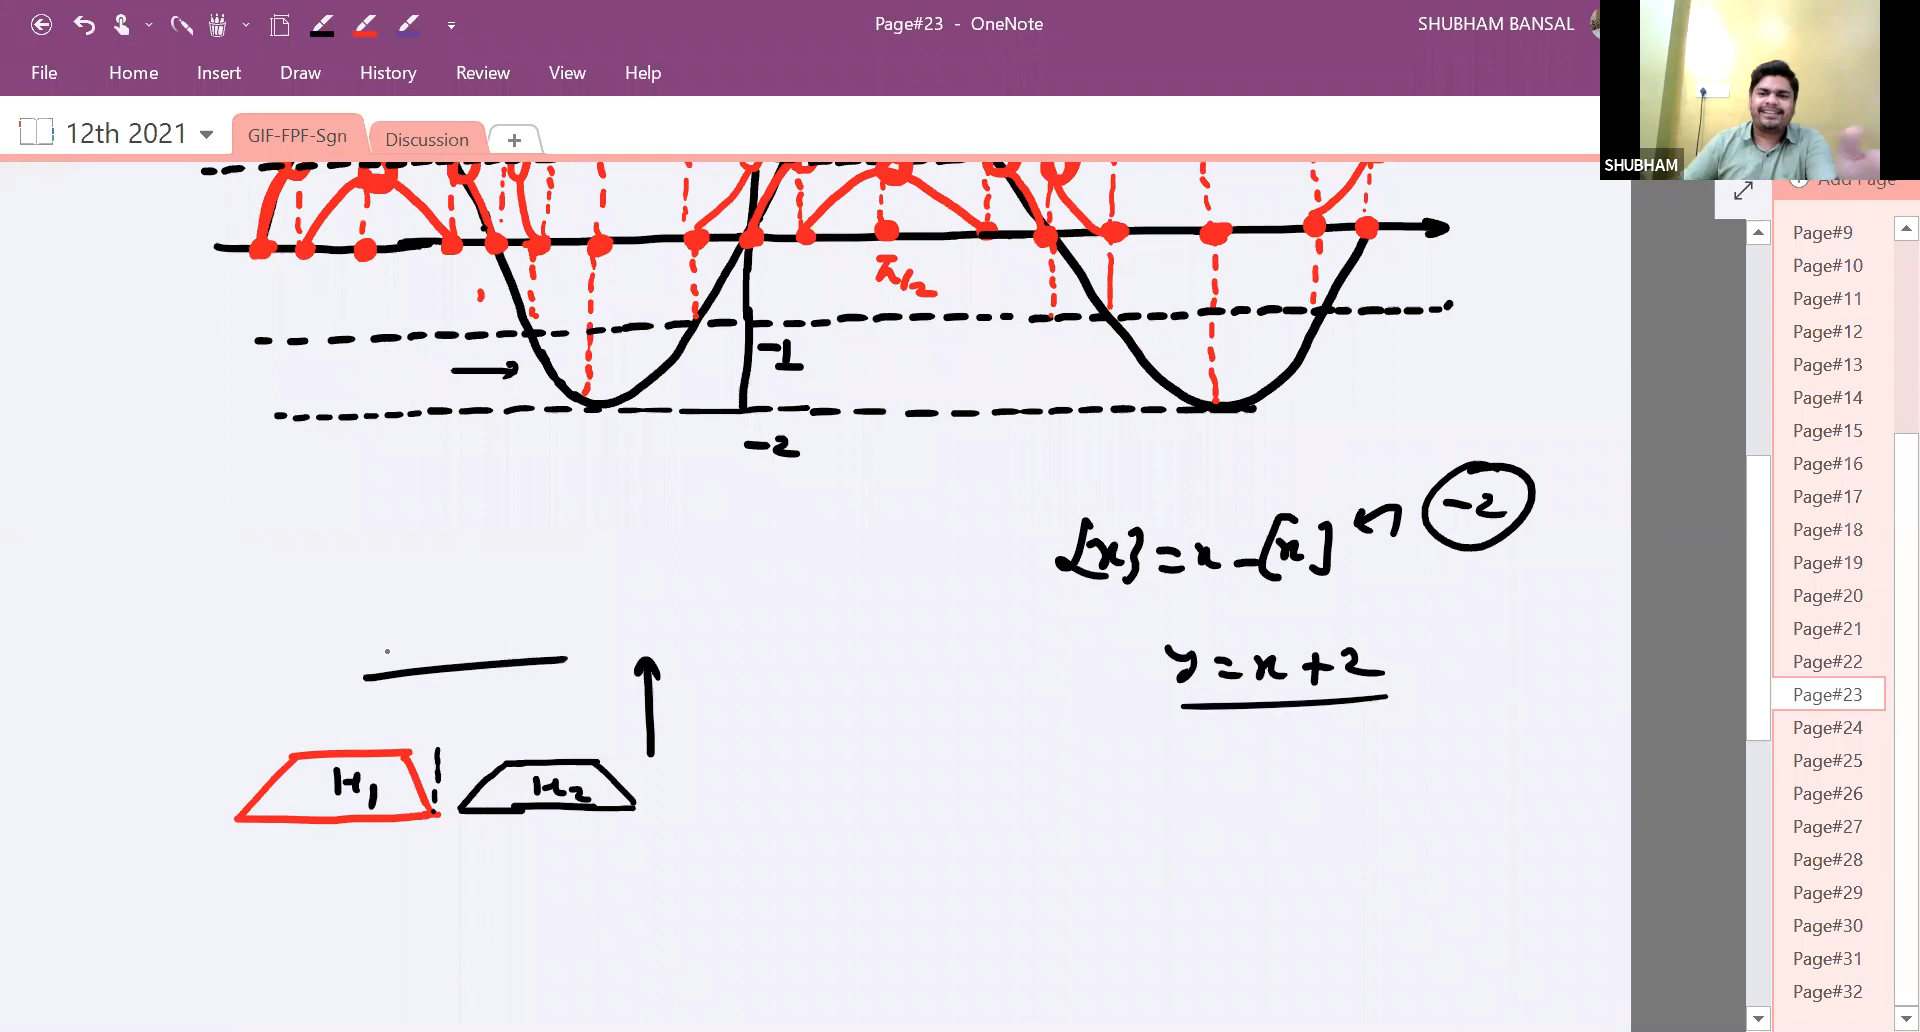 Page#23 - OneNote
SHUBHAM BANSAL
File Home Insert Draw History Review View Help
SHUBHAM
12th 2021
GIF-FPF-Sgn
Discussion
Add Page
Page#9
Page#10
Page#11
Page#12
Page#13
Page#14
Page#15
Page#16
Page#17
Page#18
Page#19
Page#20
Page#21
Page#22
Page#23
Page#24
Page#25
Page#26
Page#27
Page#28
Page#29
Page#30
Page#31
Page#32
π/2
-1
-2
{x} = x - [x]
-2
y = x + 2
H1
H2